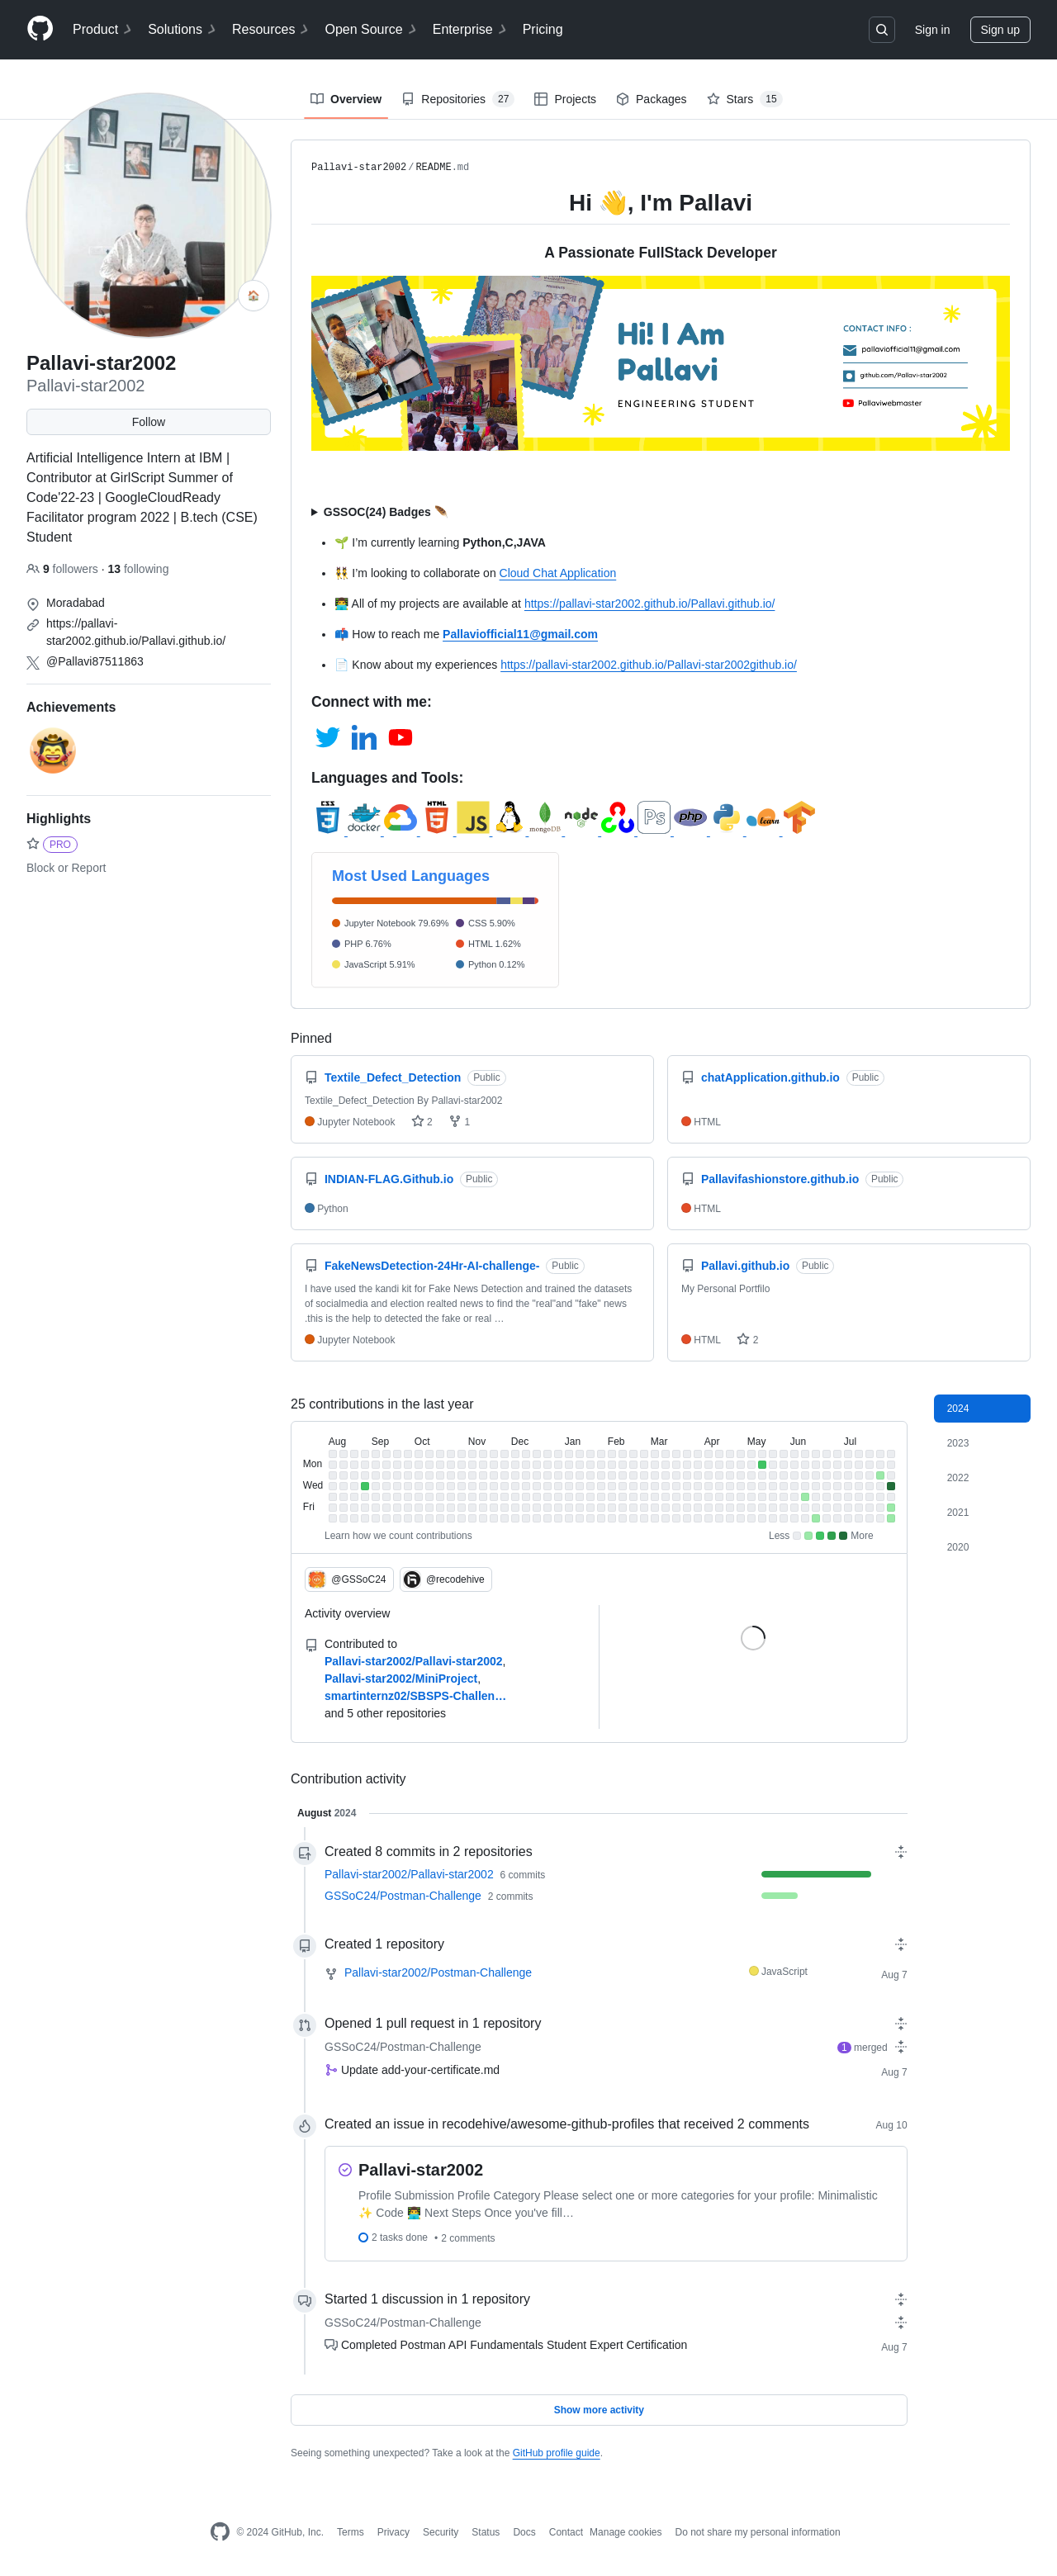 Product
Solutions
Resources
Open Source
Enterprise
Pricing
Sign in
Sign up
Overview
Repositories 27
Projects
Packages
Stars 15
Pallavi-star2002
Pallavi-star2002
Follow
Artificial Intelligence Intern at IBM |
Contributor at GirlScript Summer of
Code'22-23 | GoogleCloudReady
Facilitator program 2022 | B.tech (CSE)
Student
9 followers · 13 following
Moradabad
https://pallavi-
star2002.github.io/Pallavi.github.io/
@Pallavi87511863
Achievements
Highlights
PRO
Block or Report
Pallavi-star2002/README.md
Hi 👋, I'm Pallavi
A Passionate FullStack Developer
Hi! I Am
Pallavi
ENGINEERING STUDENT
CONTACT INFO :
pallaviofficial11@gmail.com
github.com/Pallavi-star2002
Pallaviwebmaster
GSSOC(24) Badges 🪶
🌱 I'm currently learning Python,C,JAVA
👯 I'm looking to collaborate on Cloud Chat Application
👨‍💻 All of my projects are available at https://pallavi-star2002.github.io/Pallavi.github.io/
📫 How to reach me Pallaviofficial11@gmail.com
📄 Know about my experiences https://pallavi-star2002.github.io/Pallavi-star2002github.io/
Connect with me:
Languages and Tools:
CSS
docker
HTML
JS
mongoDB
node
Ps
php
learn
Most Used Languages
Jupyter Notebook 79.69%
CSS 5.90%
PHP 6.76%
HTML 1.62%
JavaScript 5.91%
Python 0.12%
Pinned
Textile_Defect_Detection Public
Textile_Defect_Detection By Pallavi-star2002
Jupyter Notebook 2 1
chatApplication.github.io Public
HTML
INDIAN-FLAG.Github.io Public
Python
Pallavifashionstore.github.io Public
HTML
FakeNewsDetection-24Hr-AI-challenge- Public
I have used the kandi kit for Fake News Detection and trained the datasets
of socialmedia and election realted news to find the "real"and "fake" news
.this is the help to detected the fake or real …
Jupyter Notebook
Pallavi.github.io Public
My Personal Portfilo
HTML 2
25 contributions in the last year
2024
2023
2022
2021
2020
Aug Sep Oct Nov Dec Jan Feb Mar Apr May Jun Jul
Mon
Wed
Fri
Learn how we count contributions
Less
More
@GSSoC24
@recodehive
Activity overview
Contributed to
Pallavi-star2002/Pallavi-star2002,
Pallavi-star2002/MiniProject,
smartinternz02/SBSPS-Challen…
and 5 other repositories
Contribution activity
August 2024
Created 8 commits in 2 repositories
Pallavi-star2002/Pallavi-star2002 6 commits
GSSoC24/Postman-Challenge 2 commits
Created 1 repository
Pallavi-star2002/Postman-Challenge
JavaScript
Aug 7
Opened 1 pull request in 1 repository
GSSoC24/Postman-Challenge
1 merged
Update add-your-certificate.md
Aug 7
Created an issue in recodehive/awesome-github-profiles that received 2 comments
Aug 10
Pallavi-star2002
Profile Submission Profile Category Please select one or more categories for your profile: Minimalistic
✨ Code 👨‍💻 Next Steps Once you've fill…
2 tasks done • 2 comments
Started 1 discussion in 1 repository
GSSoC24/Postman-Challenge
Completed Postman API Fundamentals Student Expert Certification
Aug 7
Show more activity
Seeing something unexpected? Take a look at the GitHub profile guide.
© 2024 GitHub, Inc.
Terms
Privacy
Security
Status
Docs
Contact
Manage cookies
Do not share my personal information